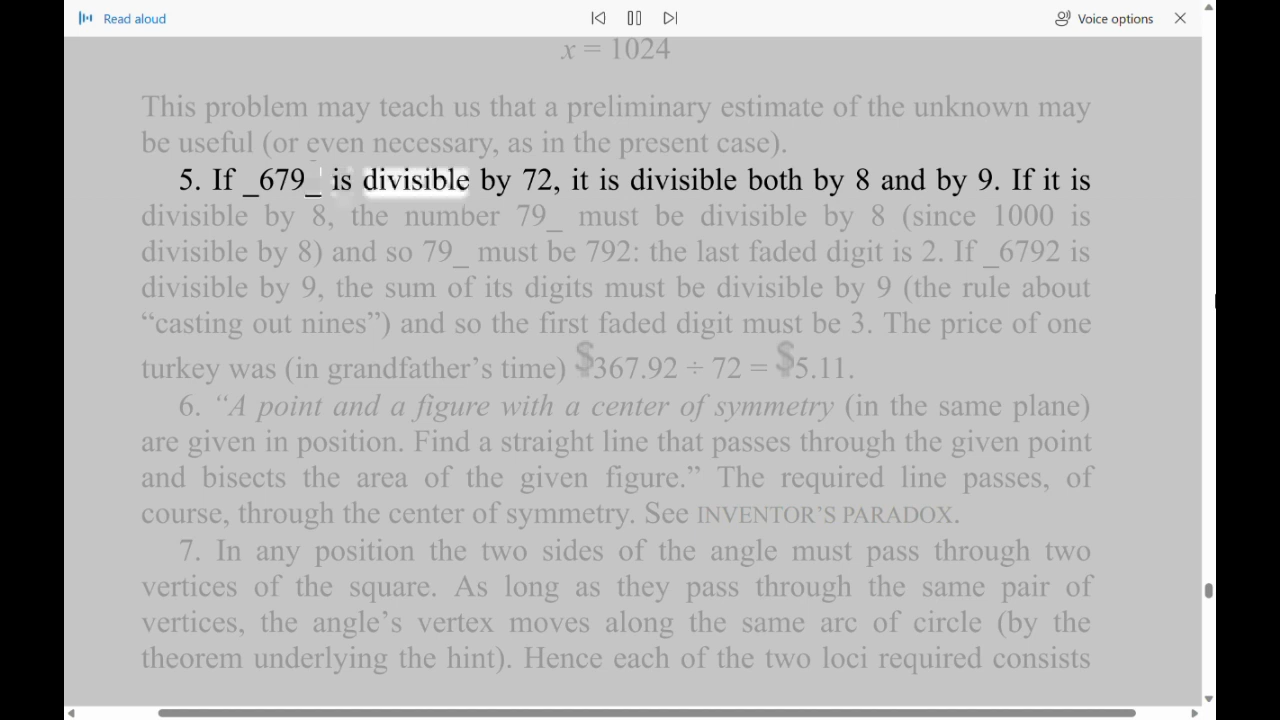 Read aloud
Voice options
x = 1024
This problem may teach us that a preliminary estimate of the unknown may
be useful (or even necessary, as in the present case).
5. If _679_ is divisible by 72, it is divisible both by 8 and by 9. If it is
divisible by 8, the number 79_ must be divisible by 8 (since 1000 is
divisible by 8) and so 79_ must be 792: the last faded digit is 2. If _6792 is
divisible by 9, the sum of its digits must be divisible by 9 (the rule about
“casting out nines”) and so the first faded digit must be 3. The price of one
turkey was (in grandfather’s time) $367.92 ÷ 72 = $5.11.
6. “A point and a figure with a center of symmetry (in the same plane)
are given in position. Find a straight line that passes through the given point
and bisects the area of the given figure.” The required line passes, of
course, through the center of symmetry. See INVENTOR’S PARADOX.
7. In any position the two sides of the angle must pass through two
vertices of the square. As long as they pass through the same pair of
vertices, the angle’s vertex moves along the same arc of circle (by the
theorem underlying the hint). Hence each of the two loci required consists